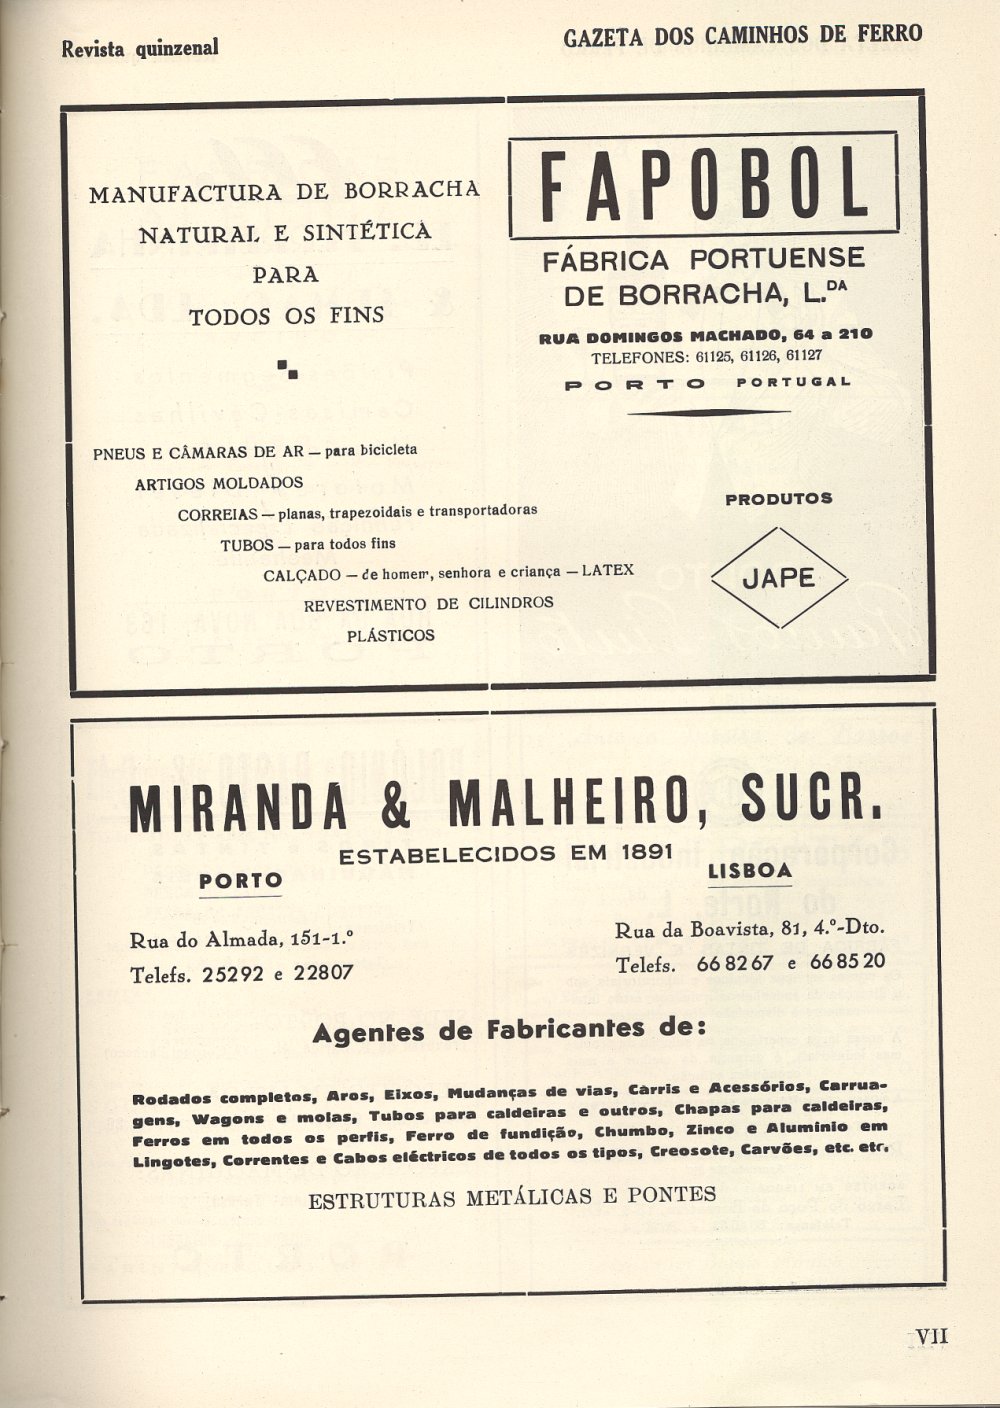 Revista quinzenal
GAZETA DOS CAMINHOS DE FERRO
MANUFACTURA DE BORRACHA
NATURAL E SINTÉTICA
PARA
TODOS OS FINS
FAPOBOL
FÁBRICA PORTUENSE
DE BORRACHA, L.DA
RUA DOMINGOS MACHADO, 64 a 210
TELEFONES: 61125, 61126, 61127
PORTO PORTUGAL
PNEUS E CÂMARAS DE AR — para bicicleta
ARTIGOS MOLDADOS
CORREIAS — planas, trapezoidais e transportadoras
TUBOS — para todos fins
CALÇADO — de homem, senhora e criança — LATEX
REVESTIMENTO DE CILINDROS
PLÁSTICOS
PRODUTOS
JAPE
MIRANDA & MALHEIRO, SUCR.
ESTABELECIDOS EM 1891
PORTO
Rua do Almada, 151-1.º
Telefs. 25292 e 22807
LISBOA
Rua da Boavista, 81, 4.º-Dto.
Telefs. 66 82 67 e 66 85 20
Agentes de Fabricantes de:
Rodados completos, Aros, Eixos, Mudanças de vias, Carris e Acessórios, Carrua-
gens, Wagons e molas, Tubos para caldeiras e outros, Chapas para caldeiras,
Ferros em todos os perfis, Ferro de fundição, Chumbo, Zinco e Alumínio em
Lingotes, Correntes e Cabos eléctricos de todos os tipos, Creosote, Carvões, etc. etc.
ESTRUTURAS METÁLICAS E PONTES
VII